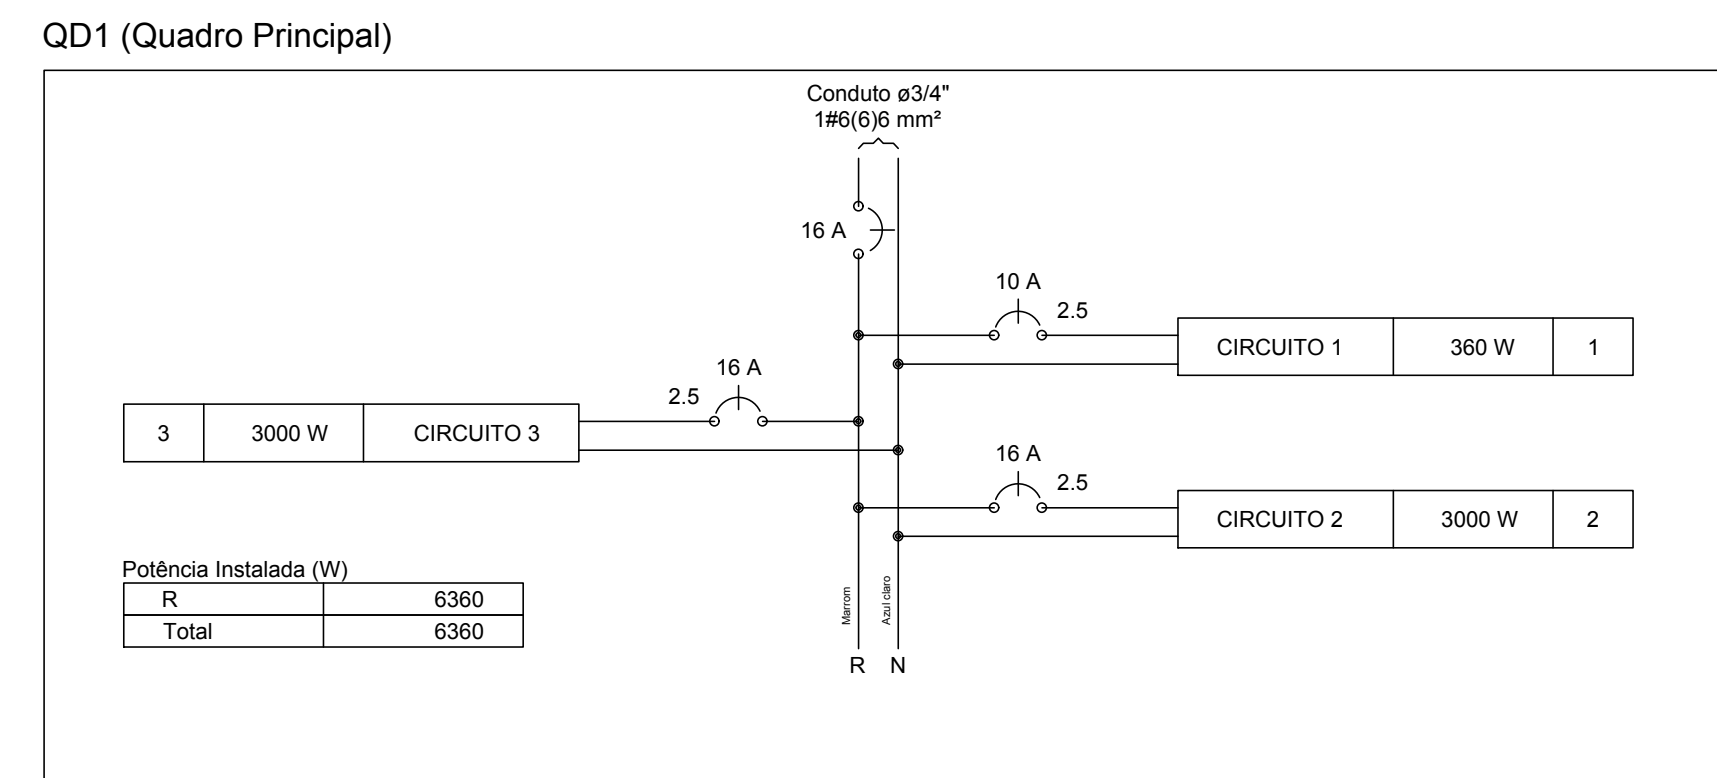 QD1 (Quadro Principal)
Conduto ø3/4"
1#6(6)6 mm²
16 A
10 A
2.5
CIRCUITO 1 360 W 1
16 A
2.5
3 3000 W CIRCUITO 3
16 A
2.5
CIRCUITO 2 3000 W 2
Potência Instalada (W)
R 6360
Total 6360
Marrom
Azul claro
R N